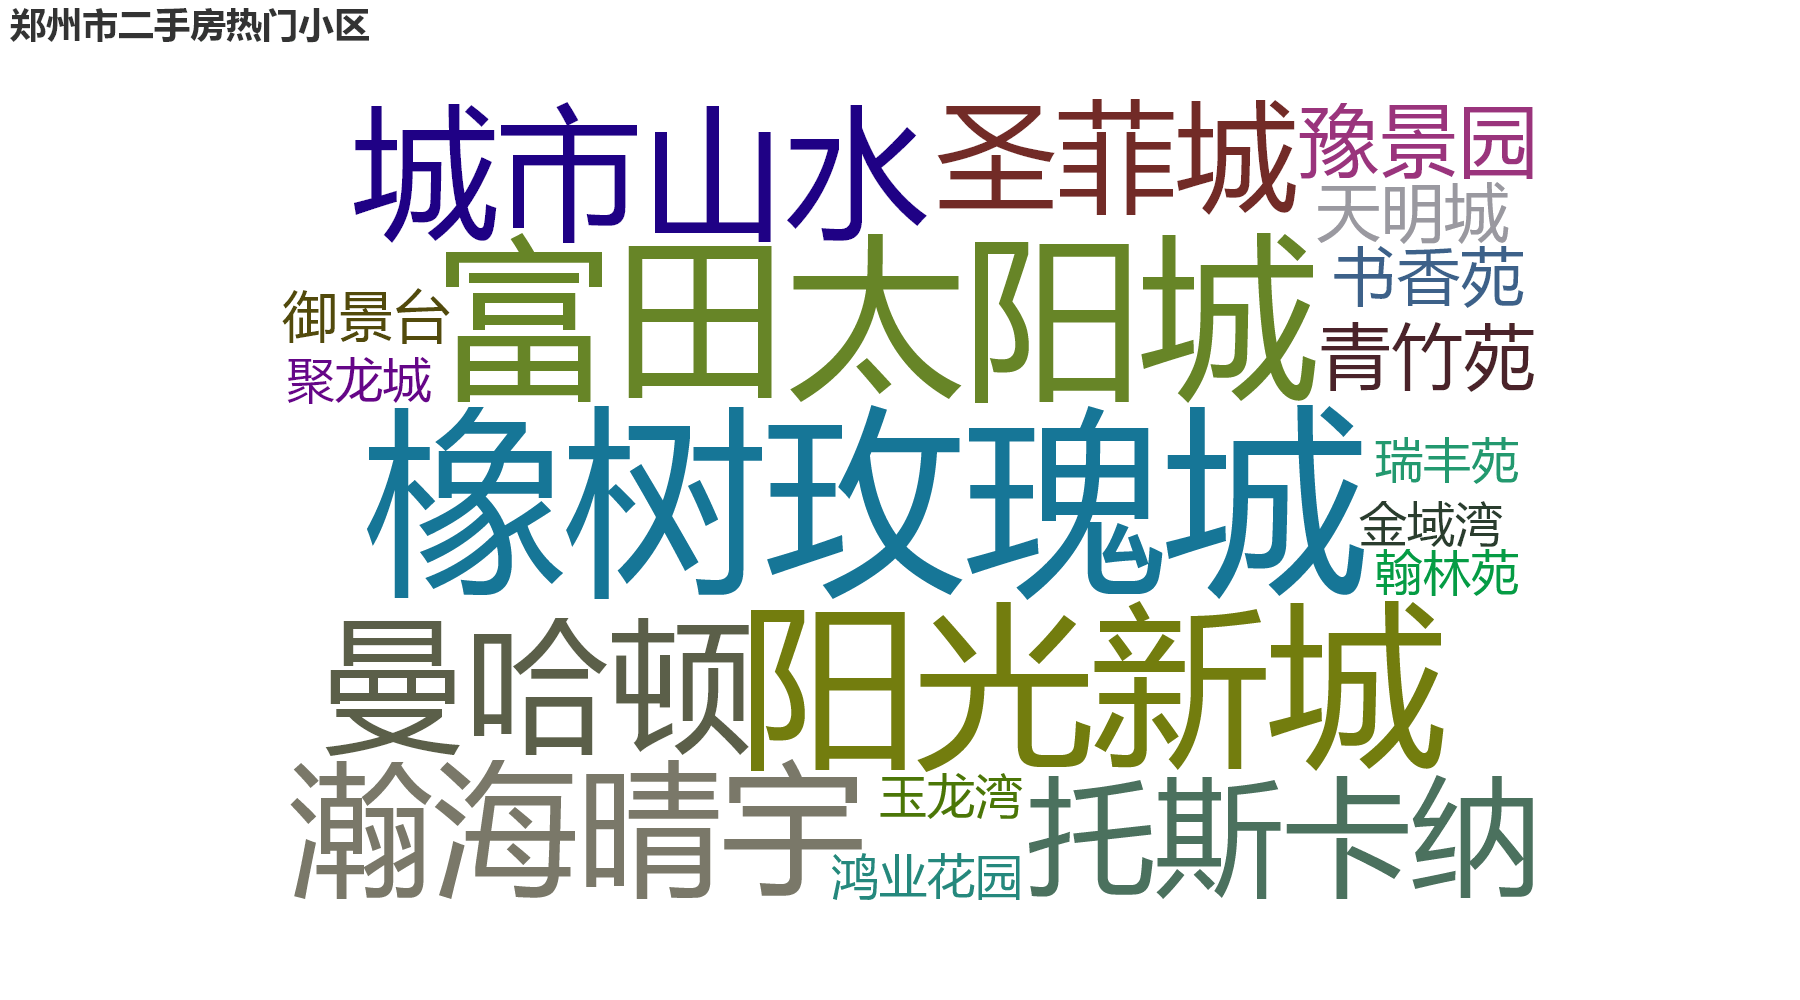 郑州市二手房热门小区
城市山水
圣菲城
豫景园
天明城
富田太阳城
书香苑
御景台
青竹苑
聚龙城
橡树玫瑰城
瑞丰苑
金域湾
翰林苑
曼哈顿
阳光新城
瀚海晴宇
玉龙湾
托斯卡纳
鸿业花园